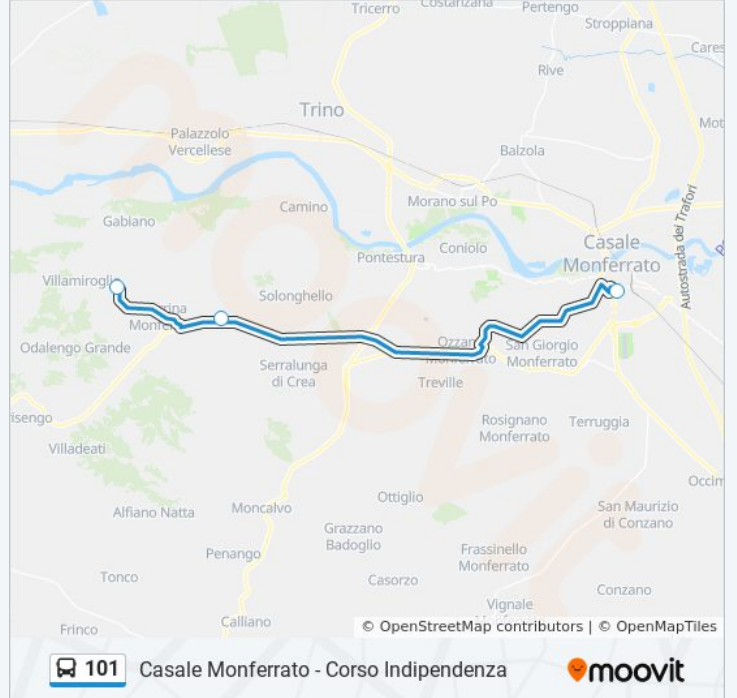 Tricerro
Costanzana
Pertengo
Stroppiana
Cares
Rive
Trino
Mot
Palazzolo
Vercellese
Balzola
Camino
Morano sul Po
Gabiano
Coniolo
Casale
Monferrato
Pontestura
Autostrada dei Trafori
Villamiroglio
Solonghello
Odalengo Grande
Ozzano
Monferrato
San Giorgio
Monferrato
Serralunga
di Crea
Treville
isengo
Rosignano
Monferrato
Terruggia
Villadeati
Occim
Ottiglio
Alfiano Natta
Moncalvo
San Maurizio
di Conzano
Grazzano
Badoglio
Penango
Frassinello
Monferrato
Tonco
Casorzo
Conzano
Vignale
Calliano
Frinco
© OpenStreetMap contributors | © OpenMapTiles
101 Casale Monferrato - Corso Indipendenza
moovit